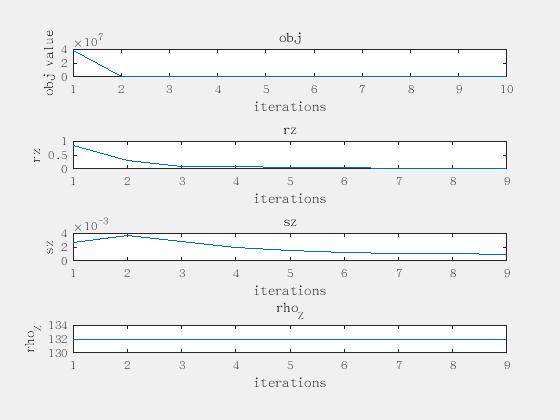 obj
×10^7
obj value
4
2
0
1 2 3 4 5 6 7 8 9 10
iterations
rz
rz
1
0.5
0
1 2 3 4 5 6 7 8 9
iterations
sz
×10^-3
sz
4
2
0
1 2 3 4 5 6 7 8 9
iterations
rho_z
rho_z
134
132
130
1 2 3 4 5 6 7 8 9
iterations